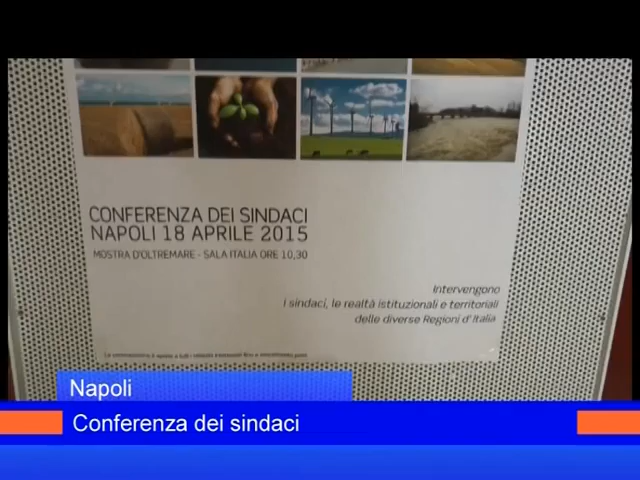 CONFERENZA DEI SINDACI
NAPOLI 18 APRILE 2015
MOSTRA D'OLTREMARE - SALA ITALIA ORE 10,30
Intervengono
i sindaci, le realtà istituzionali e territoriali
delle diverse Regioni d'Italia
Napoli
Conferenza dei sindaci